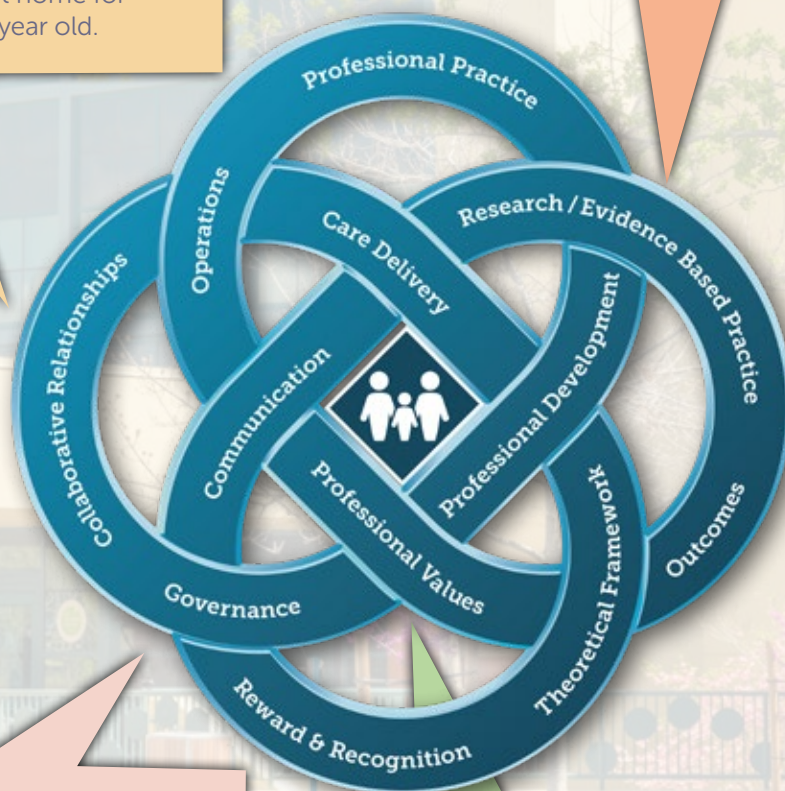 l home for
year old.
Professional Practice
Operations
Care Delivery
Research / Evidence Based Practice
Collaborative Relationships
Communication
Professional Development
Professional Values
Theoretical Framework
Outcomes
Governance
Reward & Recognition